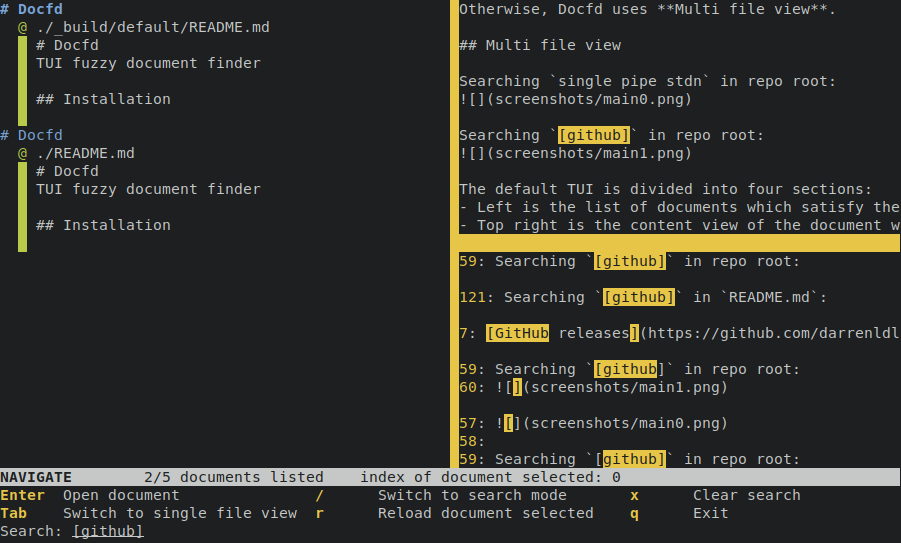 # Docfd
@ ./_build/default/README.md
# Docfd
TUI fuzzy document finder
## Installation
# Docfd
@ ./README.md
# Docfd
TUI fuzzy document finder
## Installation
Otherwise, Docfd uses **Multi file view**.
## Multi file view
Searching `single pipe stdn` in repo root:
![](screenshots/main0.png)
Searching `[github]` in repo root:
![](screenshots/main1.png)
The default TUI is divided into four sections:
- Left is the list of documents which satisfy the
- Top right is the content view of the document w
59: Searching `[github]` in repo root:
121: Searching `[github]` in `README.md`:
7: [GitHub releases](https://github.com/darrenldl
59: Searching `[github]` in repo root:
60: ![](screenshots/main1.png)
57: ![](screenshots/main0.png)
58:
59: Searching `[github]` in repo root:
NAVIGATE 2/5 documents listed index of document selected: 0
Enter Open document / Switch to search mode x Clear search
Tab Switch to single file view r Reload document selected q Exit
Search: [github]